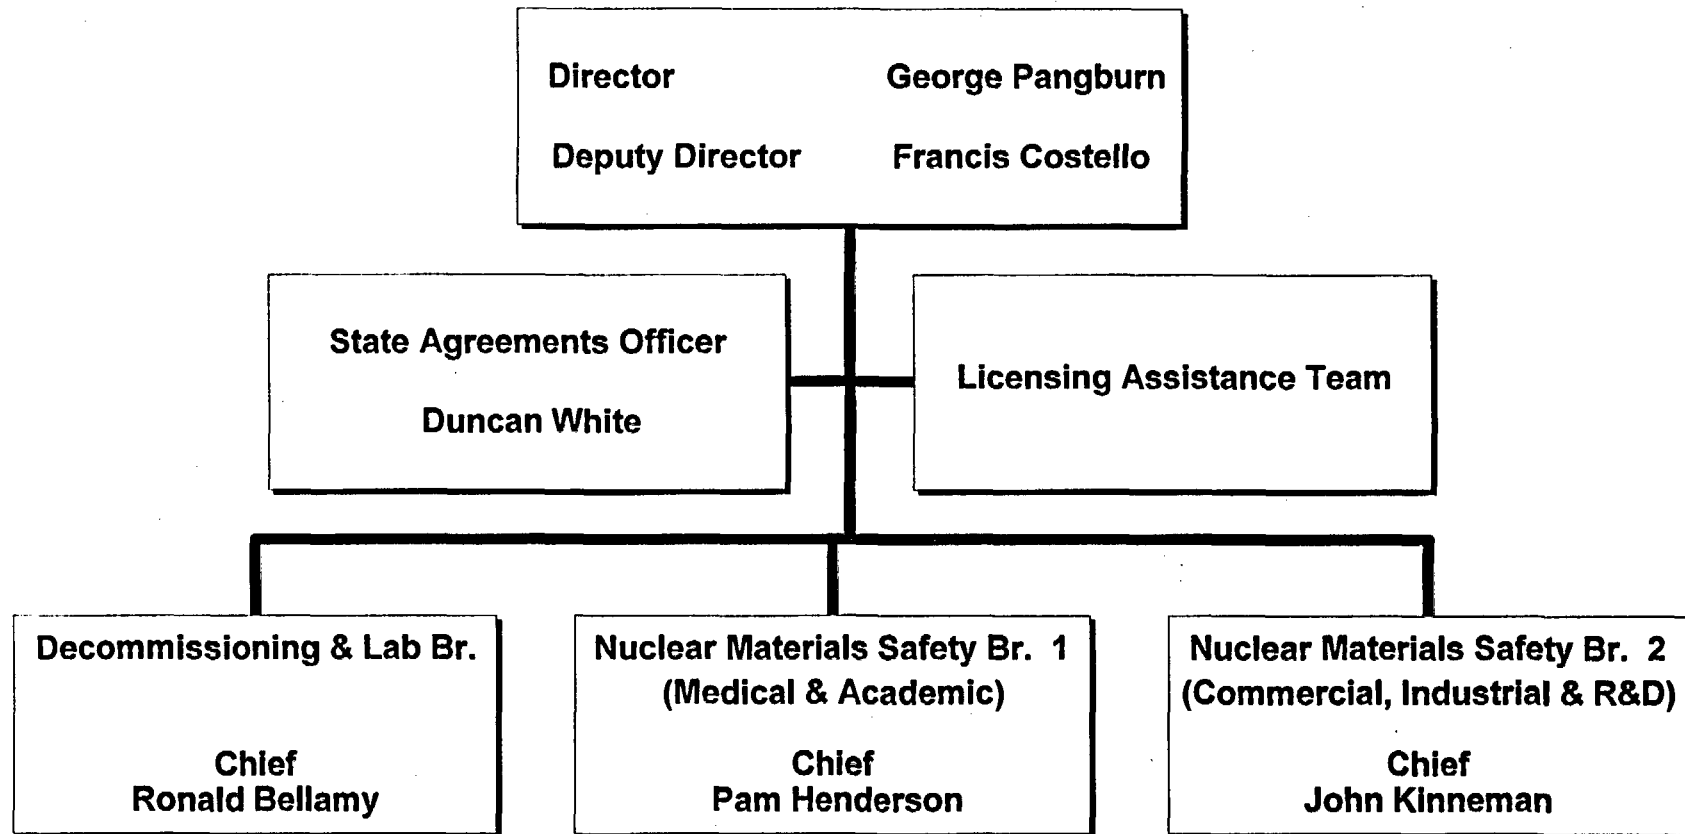 Director George Pangburn
Deputy Director Francis Costello
State Agreements Officer
Duncan White
Licensing Assistance Team
Decommissioning & Lab Br.
Chief
Ronald Bellamy
Nuclear Materials Safety Br. 1
(Medical & Academic)
Chief
Pam Henderson
Nuclear Materials Safety Br. 2
(Commercial, Industrial & R&D)
Chief
John Kinneman